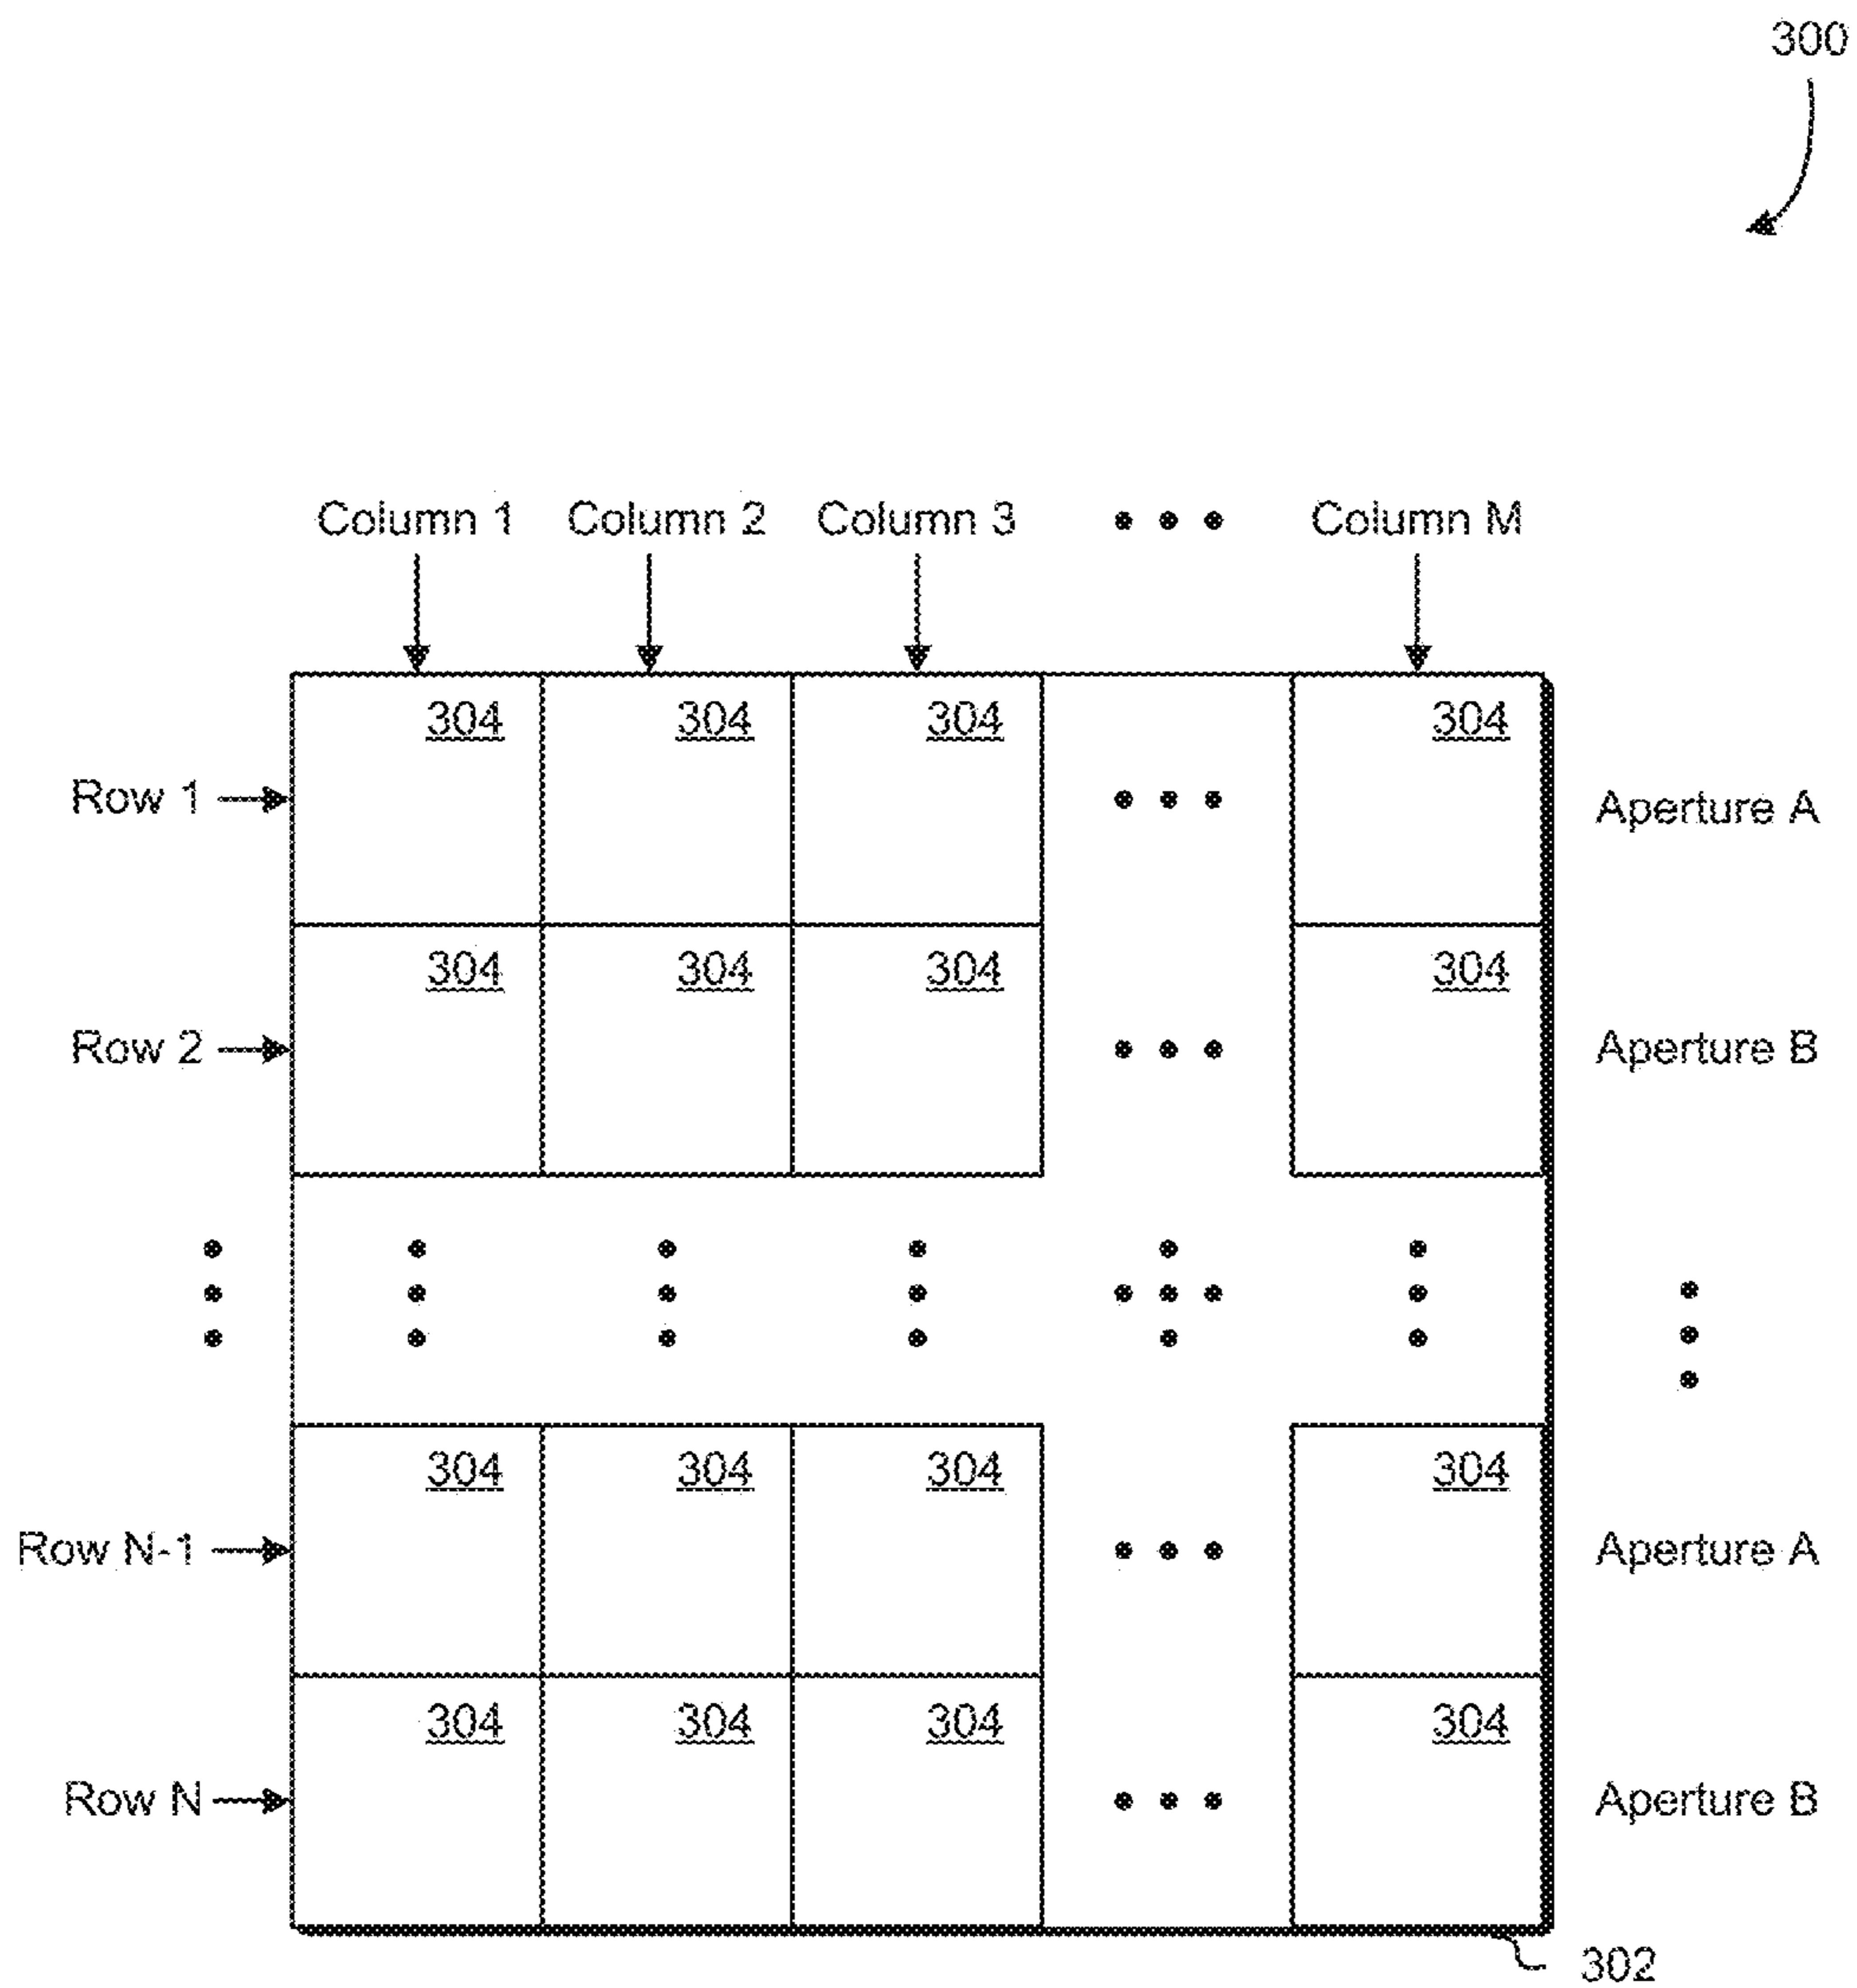 300
Column 1 Column 2 Column 3 • • • Column M
304 304 304 304
Row 1 • • • Aperture A
304 304 304 304
Row 2 • • • Aperture B
304 304 304 304
Row N-1 • • • Aperture A
304 304 304 304
Row N • • • Aperture B
302